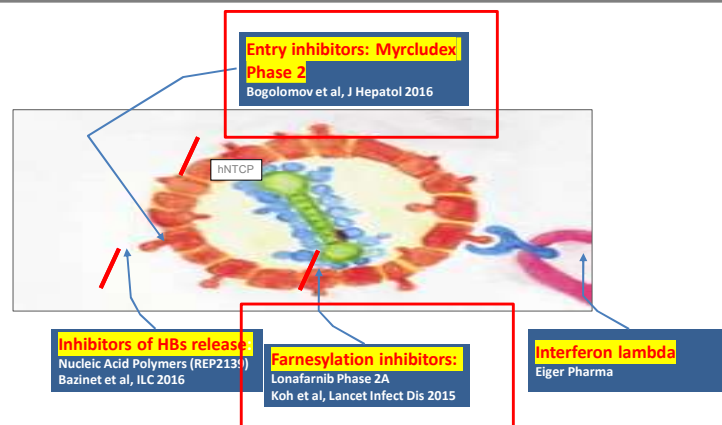 Entry inhibitors: Myrcludex
Phase 2
Bogolomov et al, J Hepatol 2016
hNTCP
Inhibitors of HBs release
Nucleic Acid Polymers (REP2139)
Bazinet et al, ILC 2016
Farnesylation inhibitors:
Lonafarnib Phase 2A
Koh et al, Lancet Infect Dis 2015
Interferon lambda
Eiger Pharma